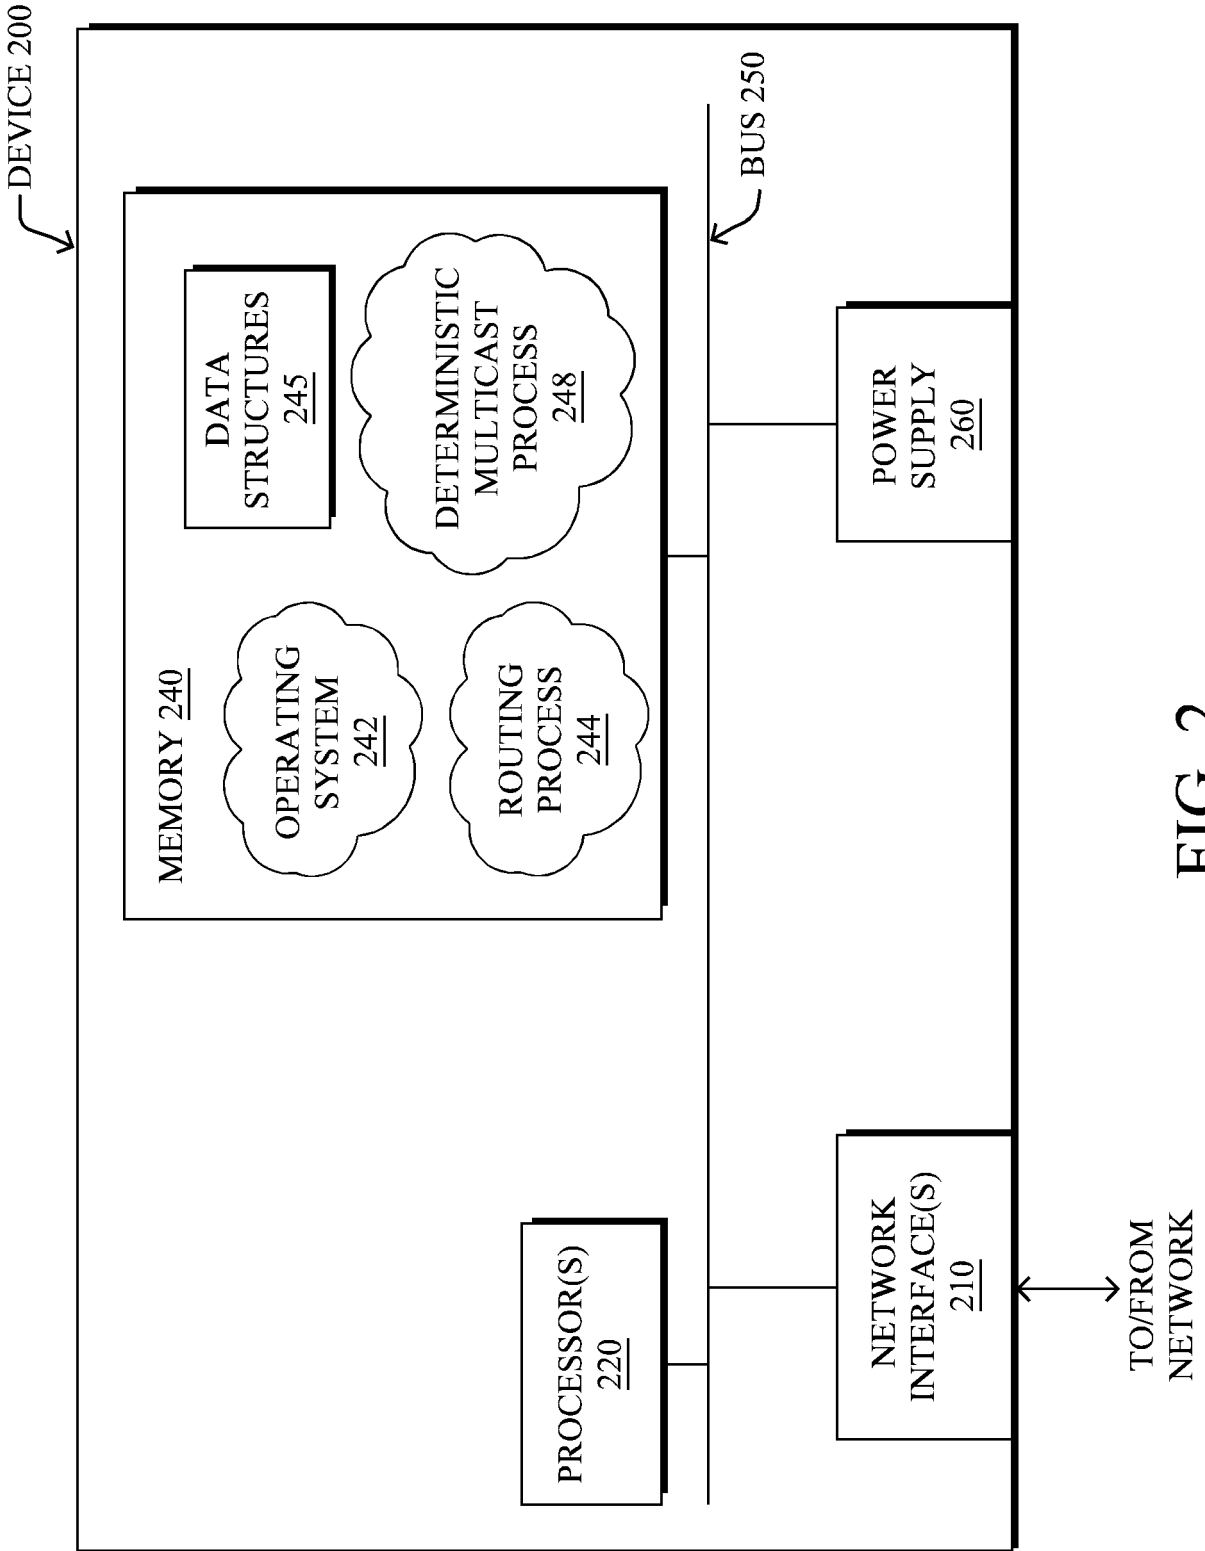 DEVICE 200
MEMORY 240
OPERATING
SYSTEM
242
DATA
STRUCTURES
245
ROUTING
PROCESS
244
DETERMINISTIC
MULTICAST
PROCESS
248
PROCESSOR(S)
220
BUS 250
NETWORK
INTERFACE(S)
210
POWER
SUPPLY
260
TO/FROM
NETWORK
FIG. 2